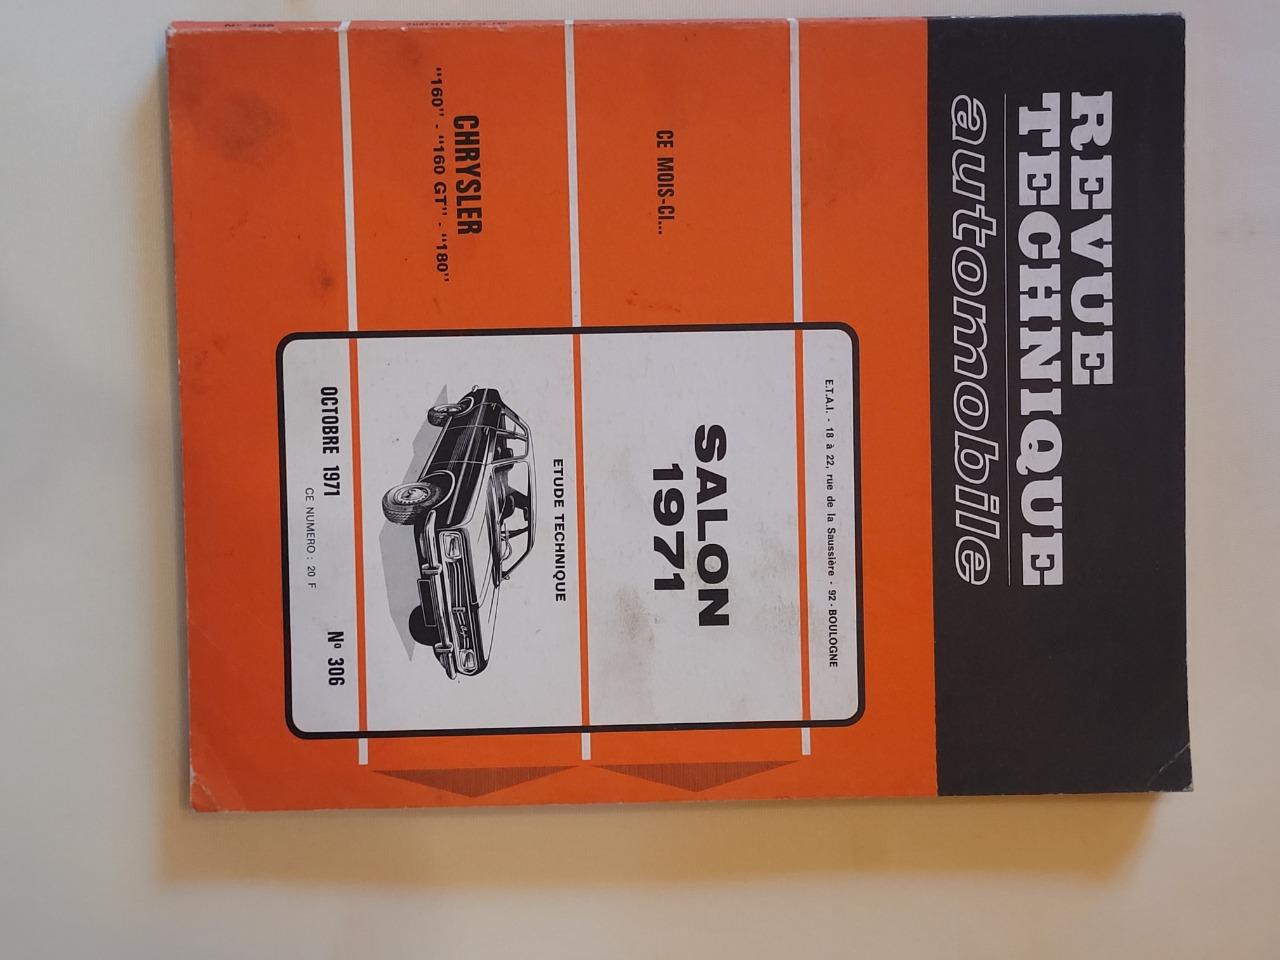 REVUE
TECHNIQUE
automobile
E.T.A.I. - 18 à 22, rue de la Saussière - 92 - BOULOGNE
CE MOIS-CI...
SALON
1971
ETUDE TECHNIQUE
CHRYSLER
"160" - "160 GT" - "180"
OCTOBRE 1971
N° 306
CE NUMERO : 20 F